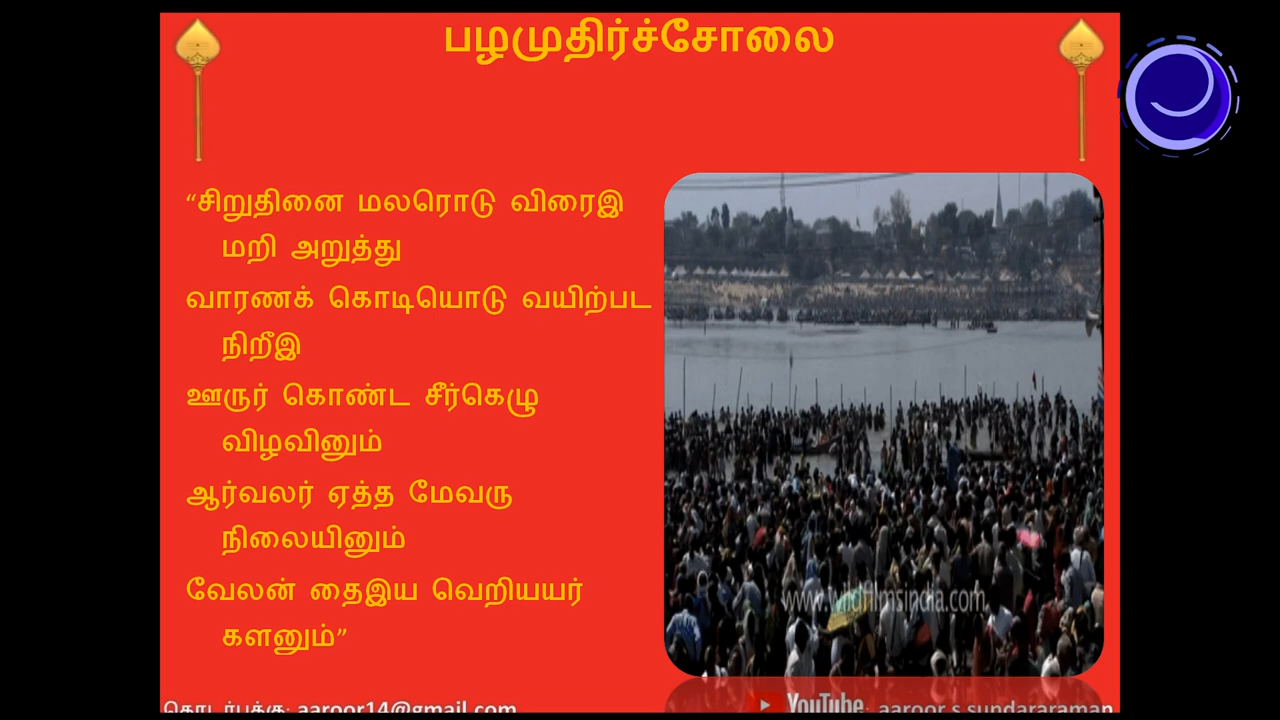 பழமுதிர்ச்சோலை
“சிறுதினை மலரொடு விரைஇ
மறி அறுத்து
வாரணக் கொடியொடு வயிற்பட
நிறீஇ
ஊருர் கொண்ட சீர்கெழு
விழவினும்
ஆர்வலர் ஏத்த மேவரு
நிலையினும்
வேலன் தைஇய வெறியயர்
களனும்”
www.wildfilmsindia.com
தொடர்புக்கு: aaroor14@gmail.com
YouTube: aaroor s sundararaman